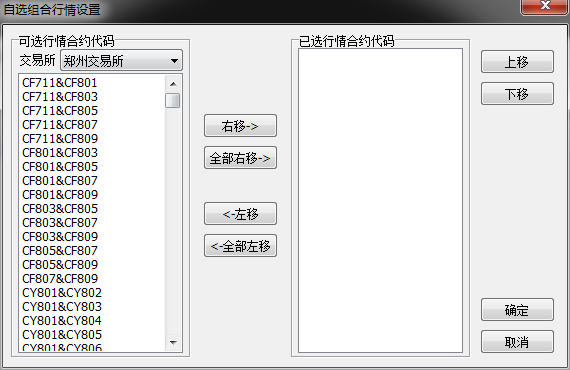 自选组合行情设置
可选行情合约代码
交易所 郑州交易所
CF711&CF801
CF711&CF803
CF711&CF805
CF711&CF807
CF711&CF809
CF801&CF803
CF801&CF805
CF801&CF807
CF801&CF809
CF803&CF805
CF803&CF807
CF803&CF809
CF805&CF807
CF805&CF809
CF807&CF809
CY801&CY802
CY801&CY803
CY801&CY804
CY801&CY805
CY801&CY806
右移->
全部右移->
<-左移
<-全部左移
已选行情合约代码
上移
下移
确定
取消